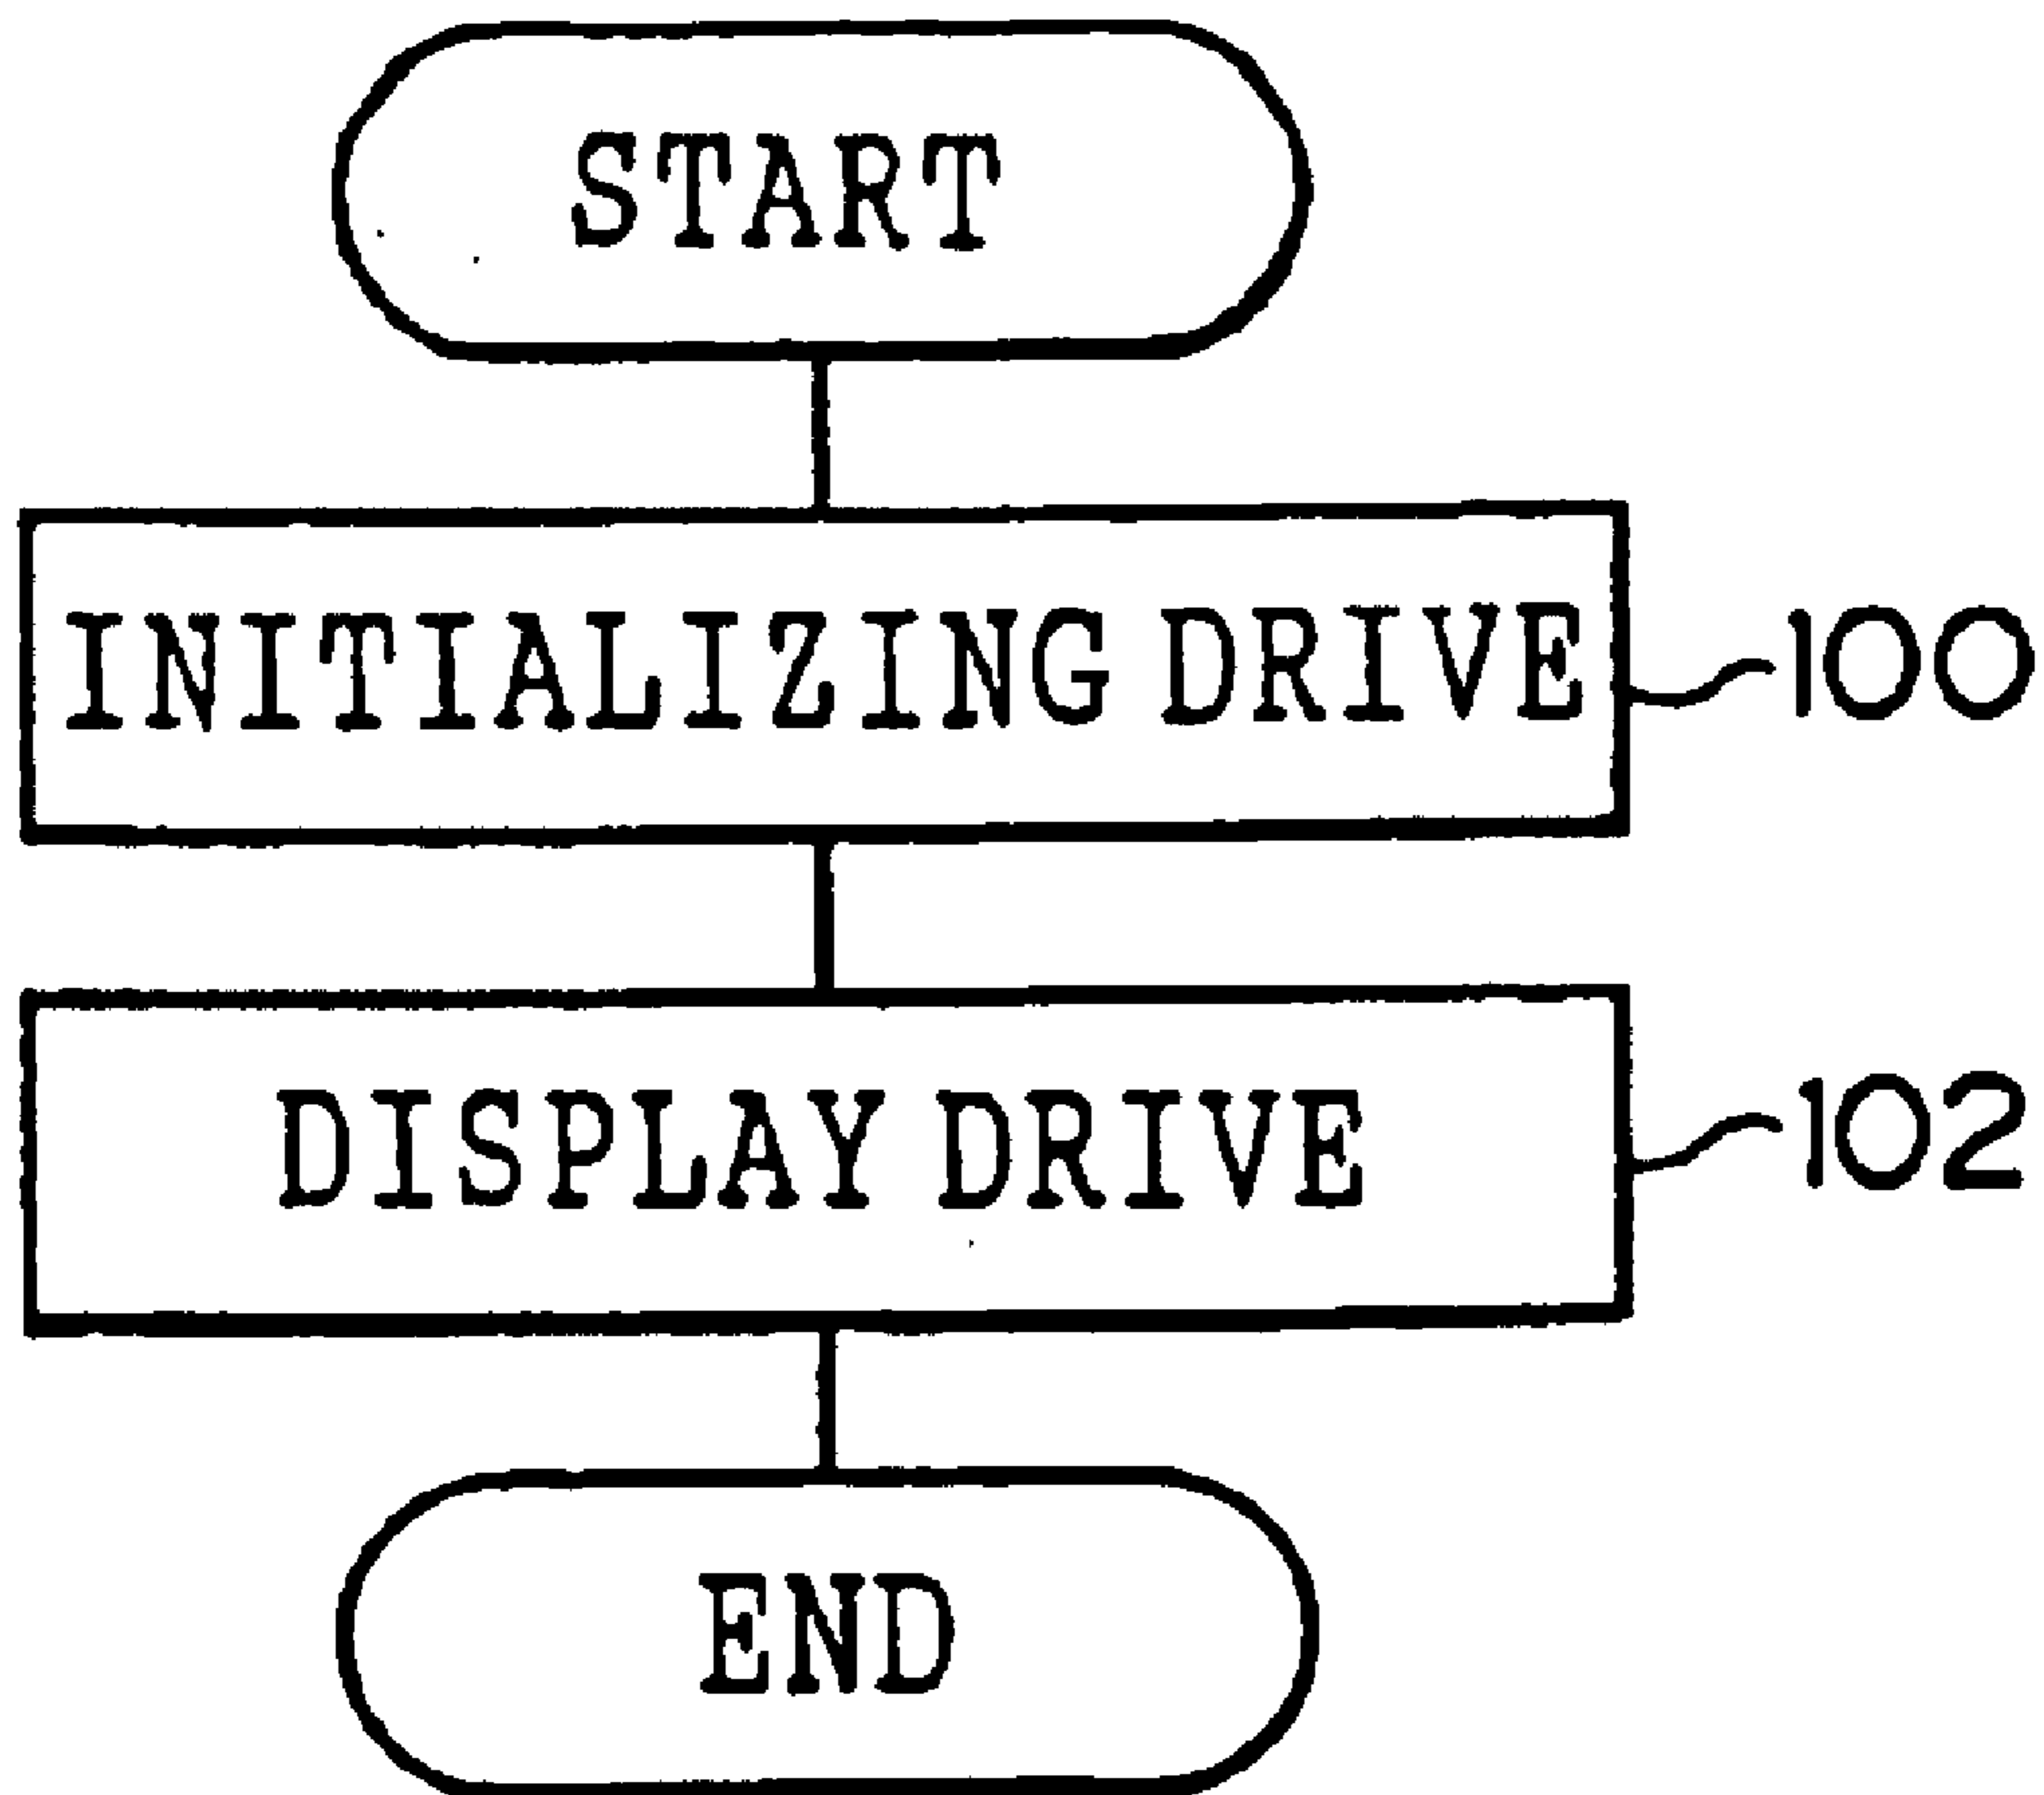 START
INITIALIZING DRIVE 100
DISPLAY DRIVE 102
END